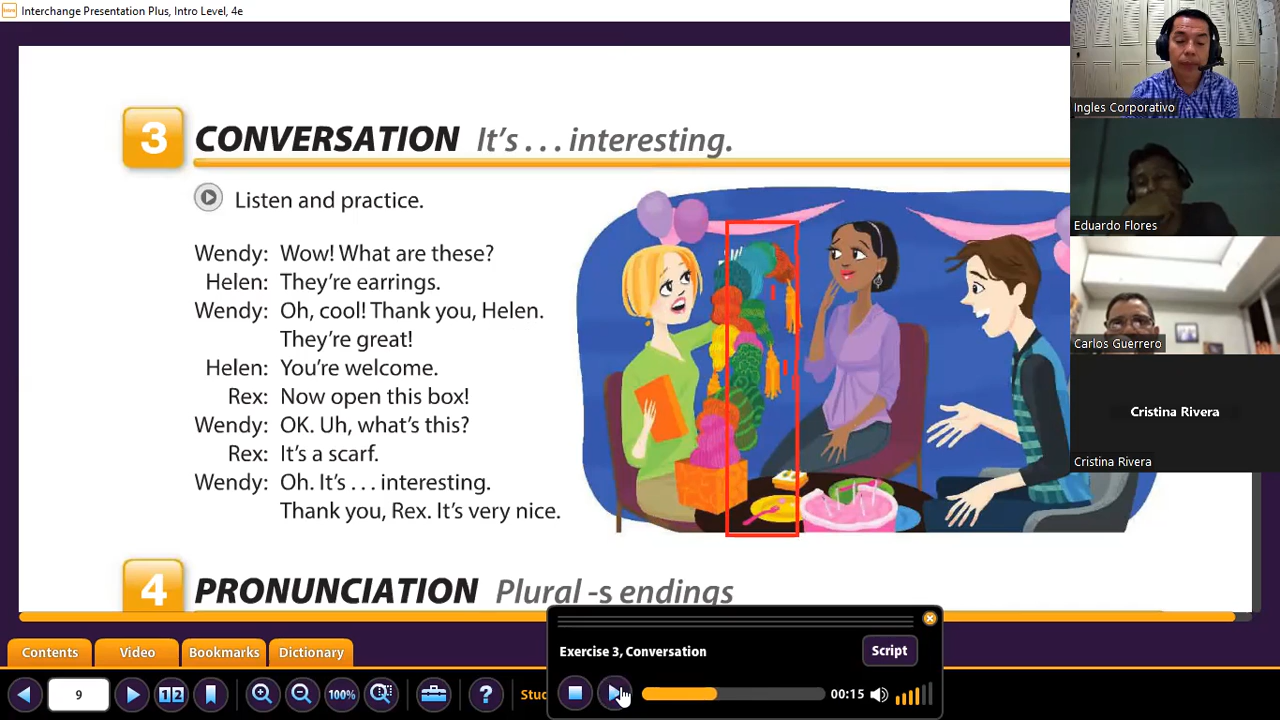 Interchange Presentation Plus, Intro Level, 4e
3 CONVERSATION It's . . . interesting.
Listen and practice.
Wendy: Wow! What are these?
Helen: They're earrings.
Wendy: Oh, cool! Thank you, Helen.
They're great!
Helen: You're welcome.
Rex: Now open this box!
Wendy: OK. Uh, what's this?
Rex: It's a scarf.
Wendy: Oh. It's . . . interesting.
Thank you, Rex. It's very nice.
4 PRONUNCIATION Plural -s endings
Ingles Corporativo
Eduardo Flores
Carlos Guerrero
Cristina Rivera
Cristina Rivera
Exercise 3, Conversation
Script
00:15
Contents
Video
Bookmarks
Dictionary
9
12
100%
?
Stud